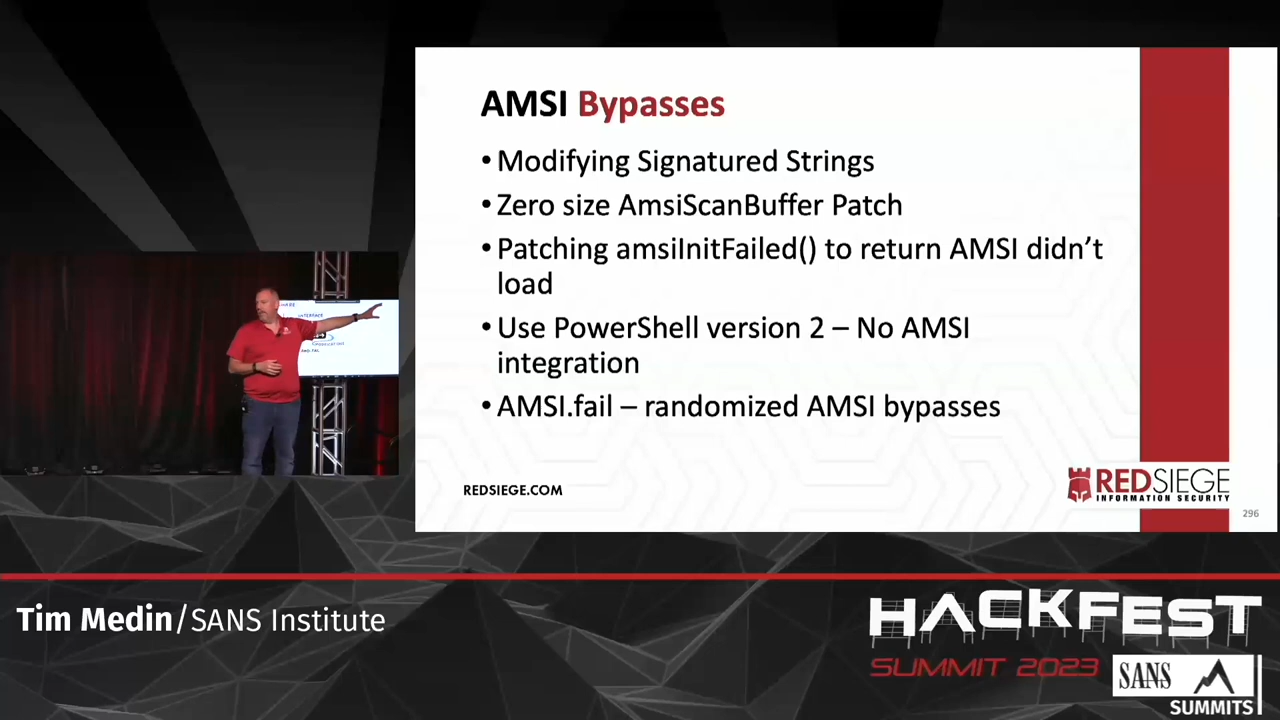 AMSI Bypasses
• Modifying Signatured Strings
• Zero size AmsiScanBuffer Patch
• Patching amsiInitFailed() to return AMSI didn’t
load
• Use PowerShell version 2 – No AMSI
integration
• AMSI.fail – randomized AMSI bypasses
REDSIEGE.COM
REDSIEGE
INFORMATION SECURITY
296
Tim Medin/SANS Institute
HACKFEST
SUMMIT 2023
SANS
SUMMITS